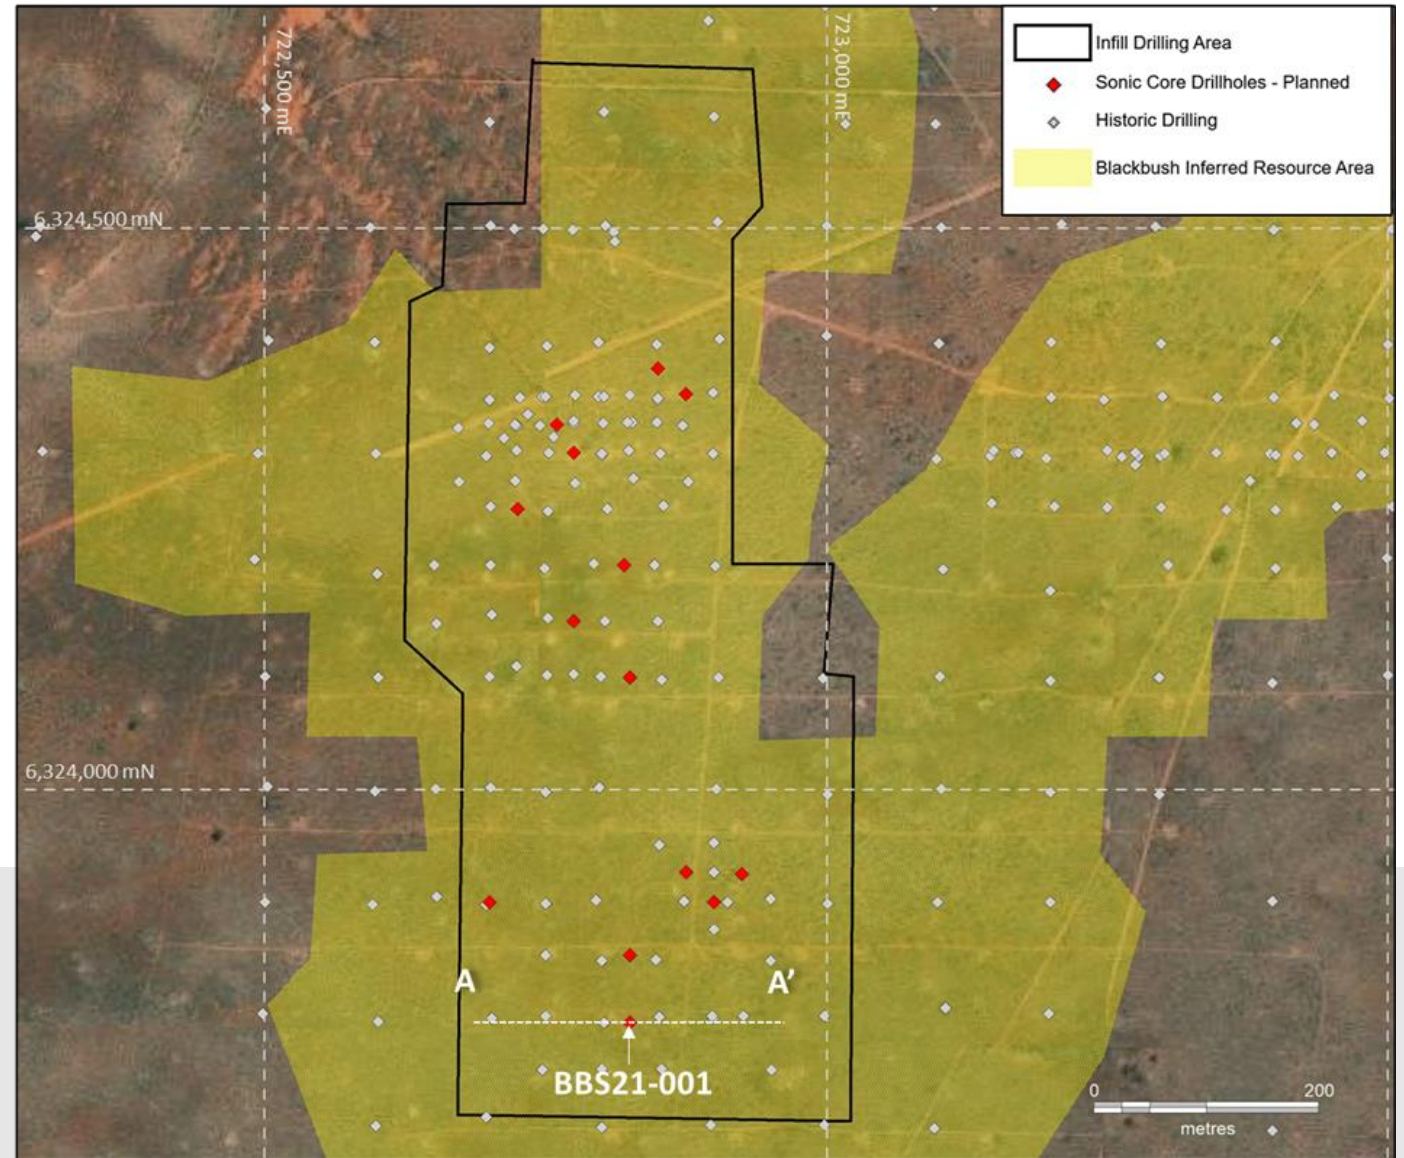 Infill Drilling Area
Sonic Core Drillholes - Planned
Historic Drilling
Blackbush Inferred Resource Area
722,500 mE
723,000 mE
6,324,500 mN
6,324,000 mN
A
A’
BBS21-001
0
200
metres